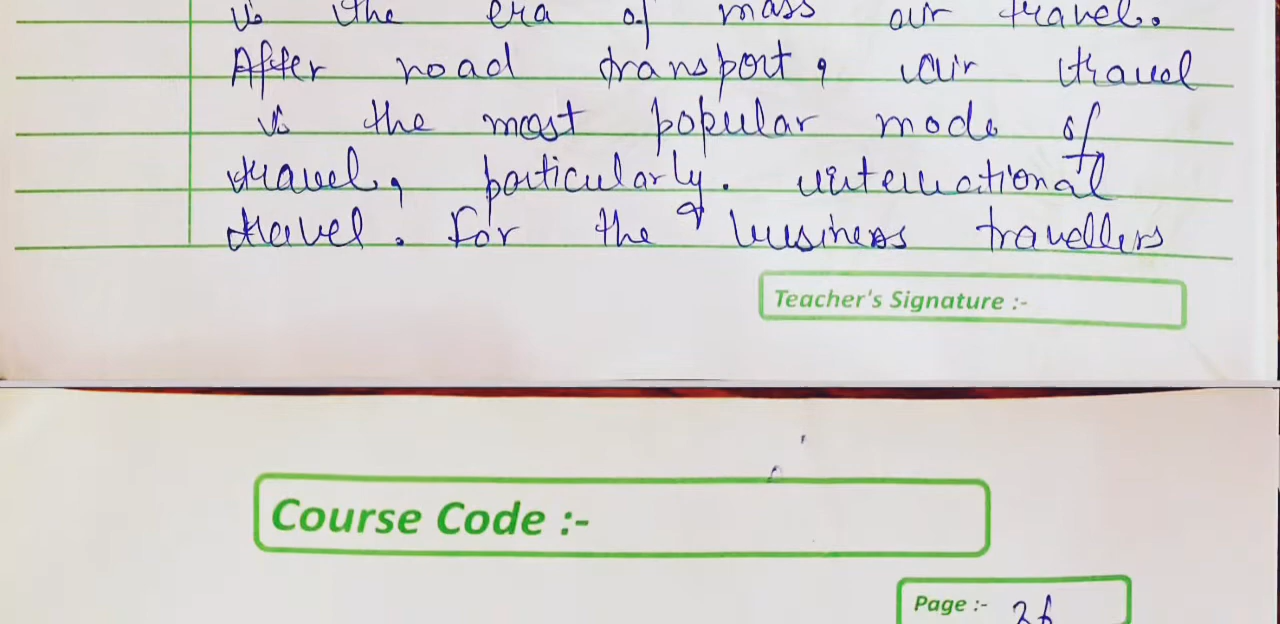 is the era of mass air travel.
After road transport, air travel
is the most popular mode of
travel, particularly. international
travel. For the business travellers
Teacher's Signature :-
Course Code :-
Page :- 26